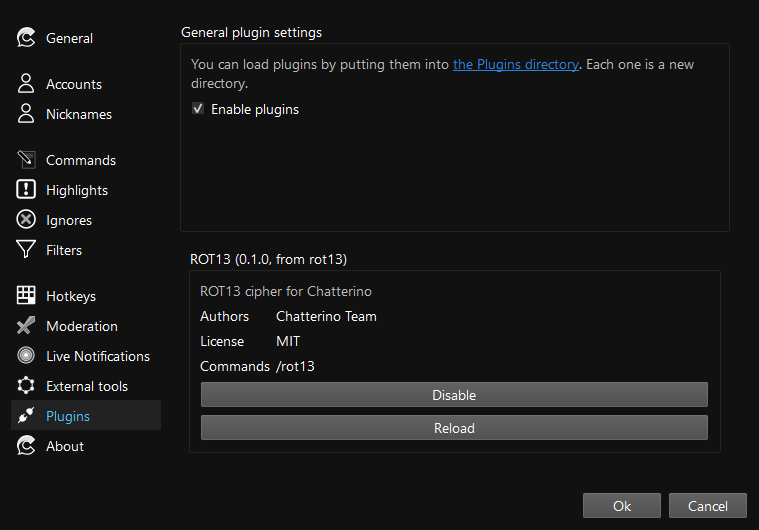 General
Accounts
Nicknames
Commands
Highlights
Ignores
Filters
Hotkeys
Moderation
Live Notifications
External tools
Plugins
About
General plugin settings
You can load plugins by putting them into the Plugins directory. Each one is a new
directory.
Enable plugins
ROT13 (0.1.0, from rot13)
ROT13 cipher for Chatterino
Authors Chatterino Team
License MIT
Commands /rot13
Disable
Reload
Ok
Cancel